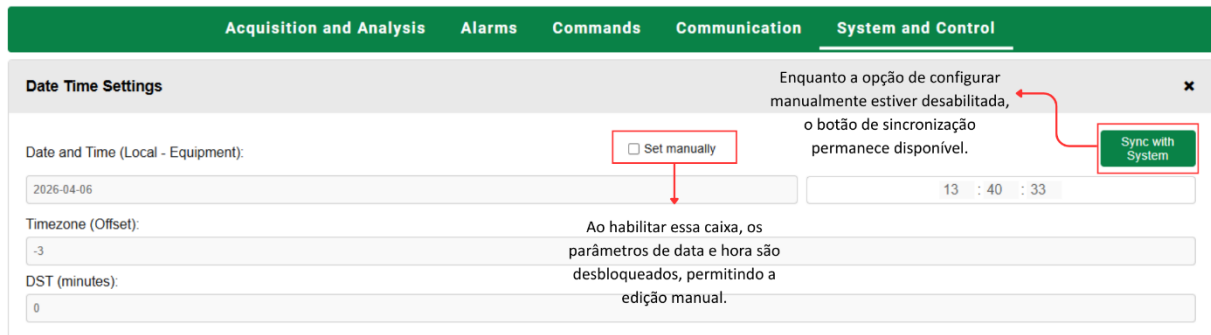 Acquisition and Analysis Alarms Commands Communication System and Control
Date Time Settings
Enquanto a opção de configurar
manualmente estiver desabilitada,
o botão de sincronização
permanece disponível.
Date and Time (Local - Equipment):
Set manually
Sync with
System
2026-04-06
13 : 40 : 33
Timezone (Offset):
-3
Ao habilitar essa caixa, os
parâmetros de data e hora são
desbloqueados, permitindo a
edição manual.
DST (minutes):
0